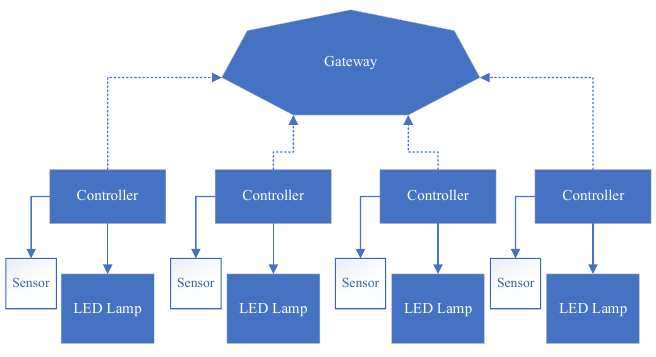 Gateway
Controller
Controller
Controller
Controller
Sensor
LED Lamp
Sensor
LED Lamp
Sensor
LED Lamp
Sensor
LED Lamp